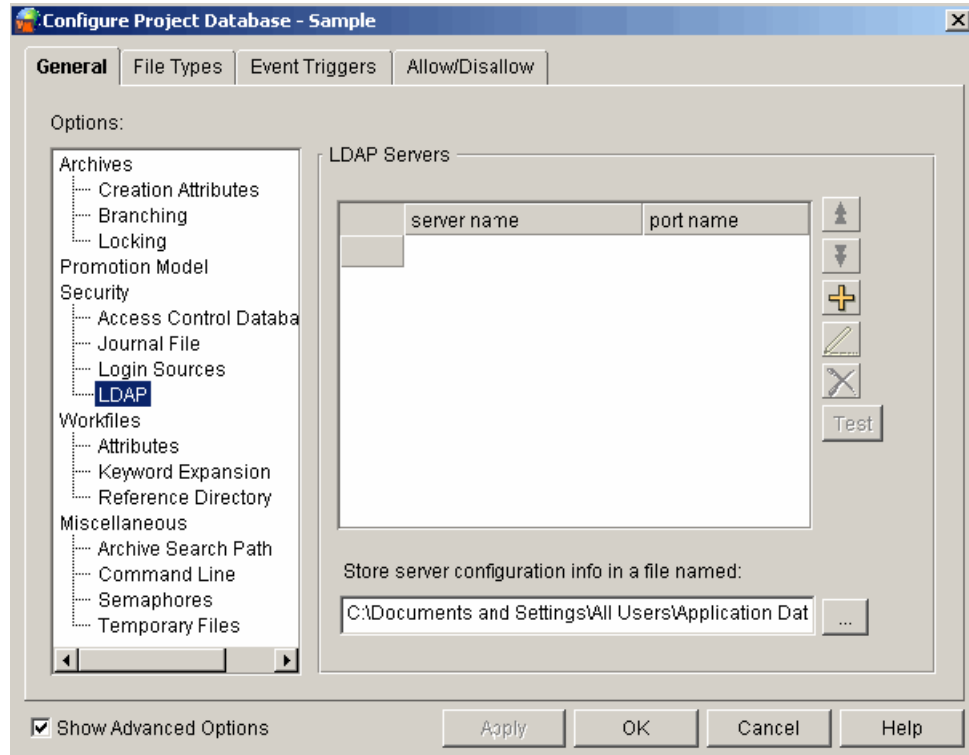 Configure Project Database - Sample
General File Types Event Triggers Allow/Disallow
Options:
Archives
Creation Attributes
Branching
Locking
Promotion Model
Security
Access Control Databa
Journal File
Login Sources
LDAP
Workfiles
Attributes
Keyword Expansion
Reference Directory
Miscellaneous
Archive Search Path
Command Line
Semaphores
Temporary Files
LDAP Servers
server name port name
Test
Store server configuration info in a file named:
C:\Documents and Settings\All Users\Application Dat
...
Show Advanced Options
Apply OK Cancel Help